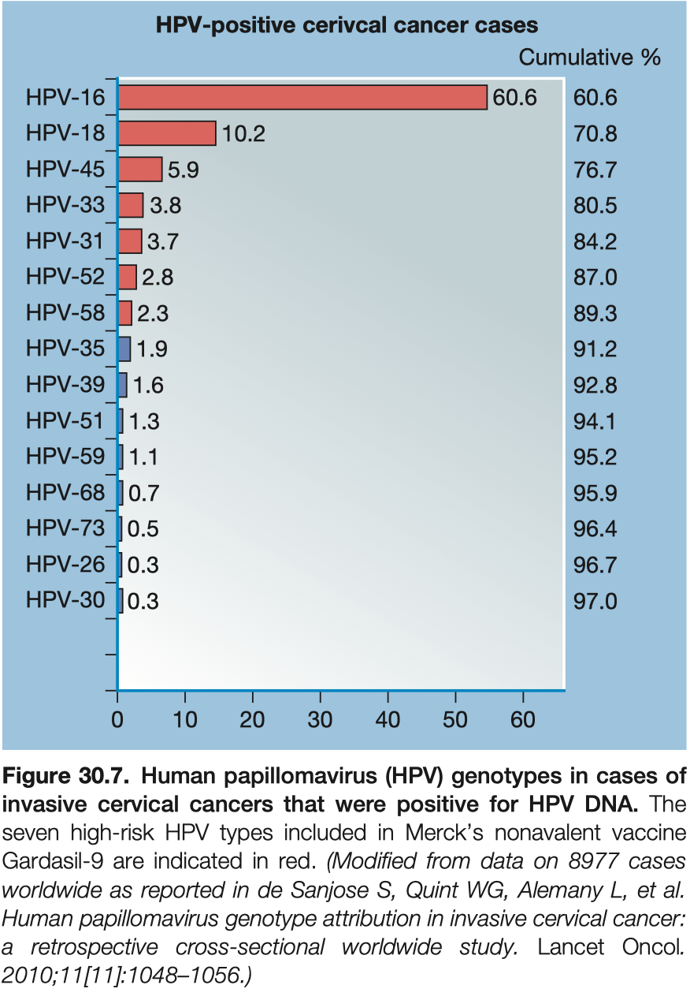 HPV-positive cerivcal cancer cases
Cumulative %
HPV-16 60.6 60.6
HPV-18 10.2 70.8
HPV-45 5.9 76.7
HPV-33 3.8 80.5
HPV-31 3.7 84.2
HPV-52 2.8 87.0
HPV-58 2.3 89.3
HPV-35 1.9 91.2
HPV-39 1.6 92.8
HPV-51 1.3 94.1
HPV-59 1.1 95.2
HPV-68 0.7 95.9
HPV-73 0.5 96.4
HPV-26 0.3 96.7
HPV-30 0.3 97.0
0 10 20 30 40 50 60
Figure 30.7. Human papillomavirus (HPV) genotypes in cases of
invasive cervical cancers that were positive for HPV DNA. The
seven high-risk HPV types included in Merck’s nonavalent vaccine
Gardasil-9 are indicated in red. (Modified from data on 8977 cases
worldwide as reported in de Sanjose S, Quint WG, Alemany L, et al.
Human papillomavirus genotype attribution in invasive cervical cancer:
a retrospective cross-sectional worldwide study. Lancet Oncol.
2010;11[11]:1048–1056.)